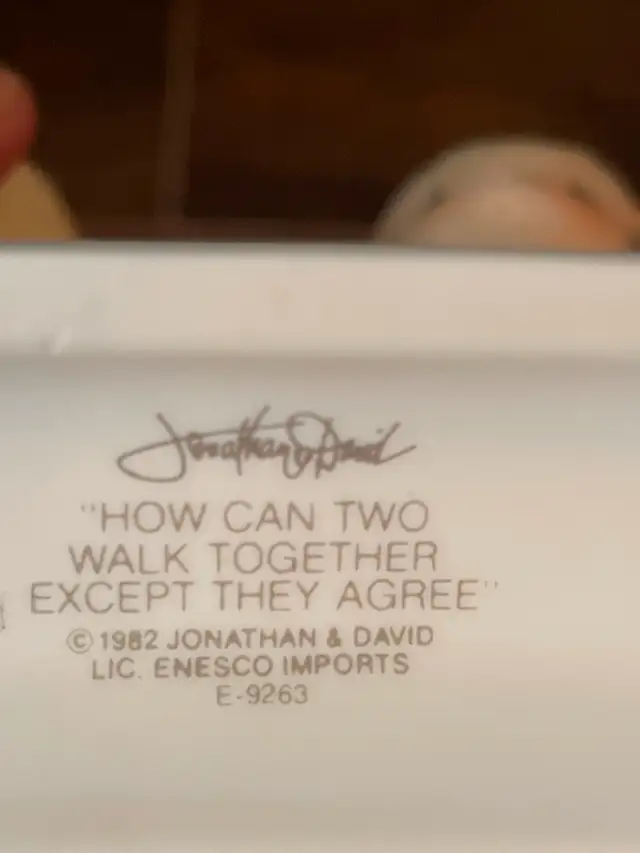 Jonathan & David
"HOW CAN TWO
WALK TOGETHER
EXCEPT THEY AGREE"
© 1982 JONATHAN & DAVID
LIC. ENESCO IMPORTS
E-9263